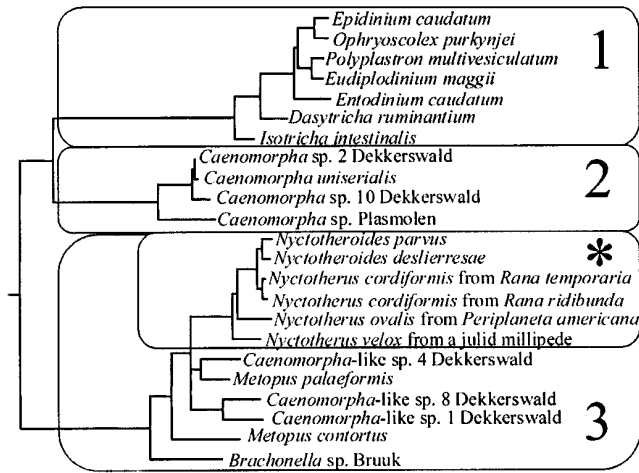 Epidinium caudatum
Ophryoscolex purkynjei
Polyplastron multivesiculatum
Eudiplodinium maggii
Entodinium caudatum
Dasytricha ruminantium
Isotricha intestinalis
1
Caenomorpha sp. 2 Dekkerswald
Caenomorpha uniserialis
Caenomorpha sp. 10 Dekkerswald
Caenomorpha sp. Plasmolen
2
Nyctotheroides parvus
Nyctotheroides deslierresae
Nyctotherus cordiformis from Rana temporaria
Nyctotherus cordiformis from Rana ridibunda
Nyctotherus ovalis from Periplaneta americana
Nyctotherus velox from a julid millipede
*
Caenomorpha-like sp. 4 Dekkerswald
Metopus palaeformis
Caenomorpha-like sp. 8 Dekkerswald
Caenomorpha-like sp. 1 Dekkerswald
Metopus contortus
Brachonella sp. Bruuk
3